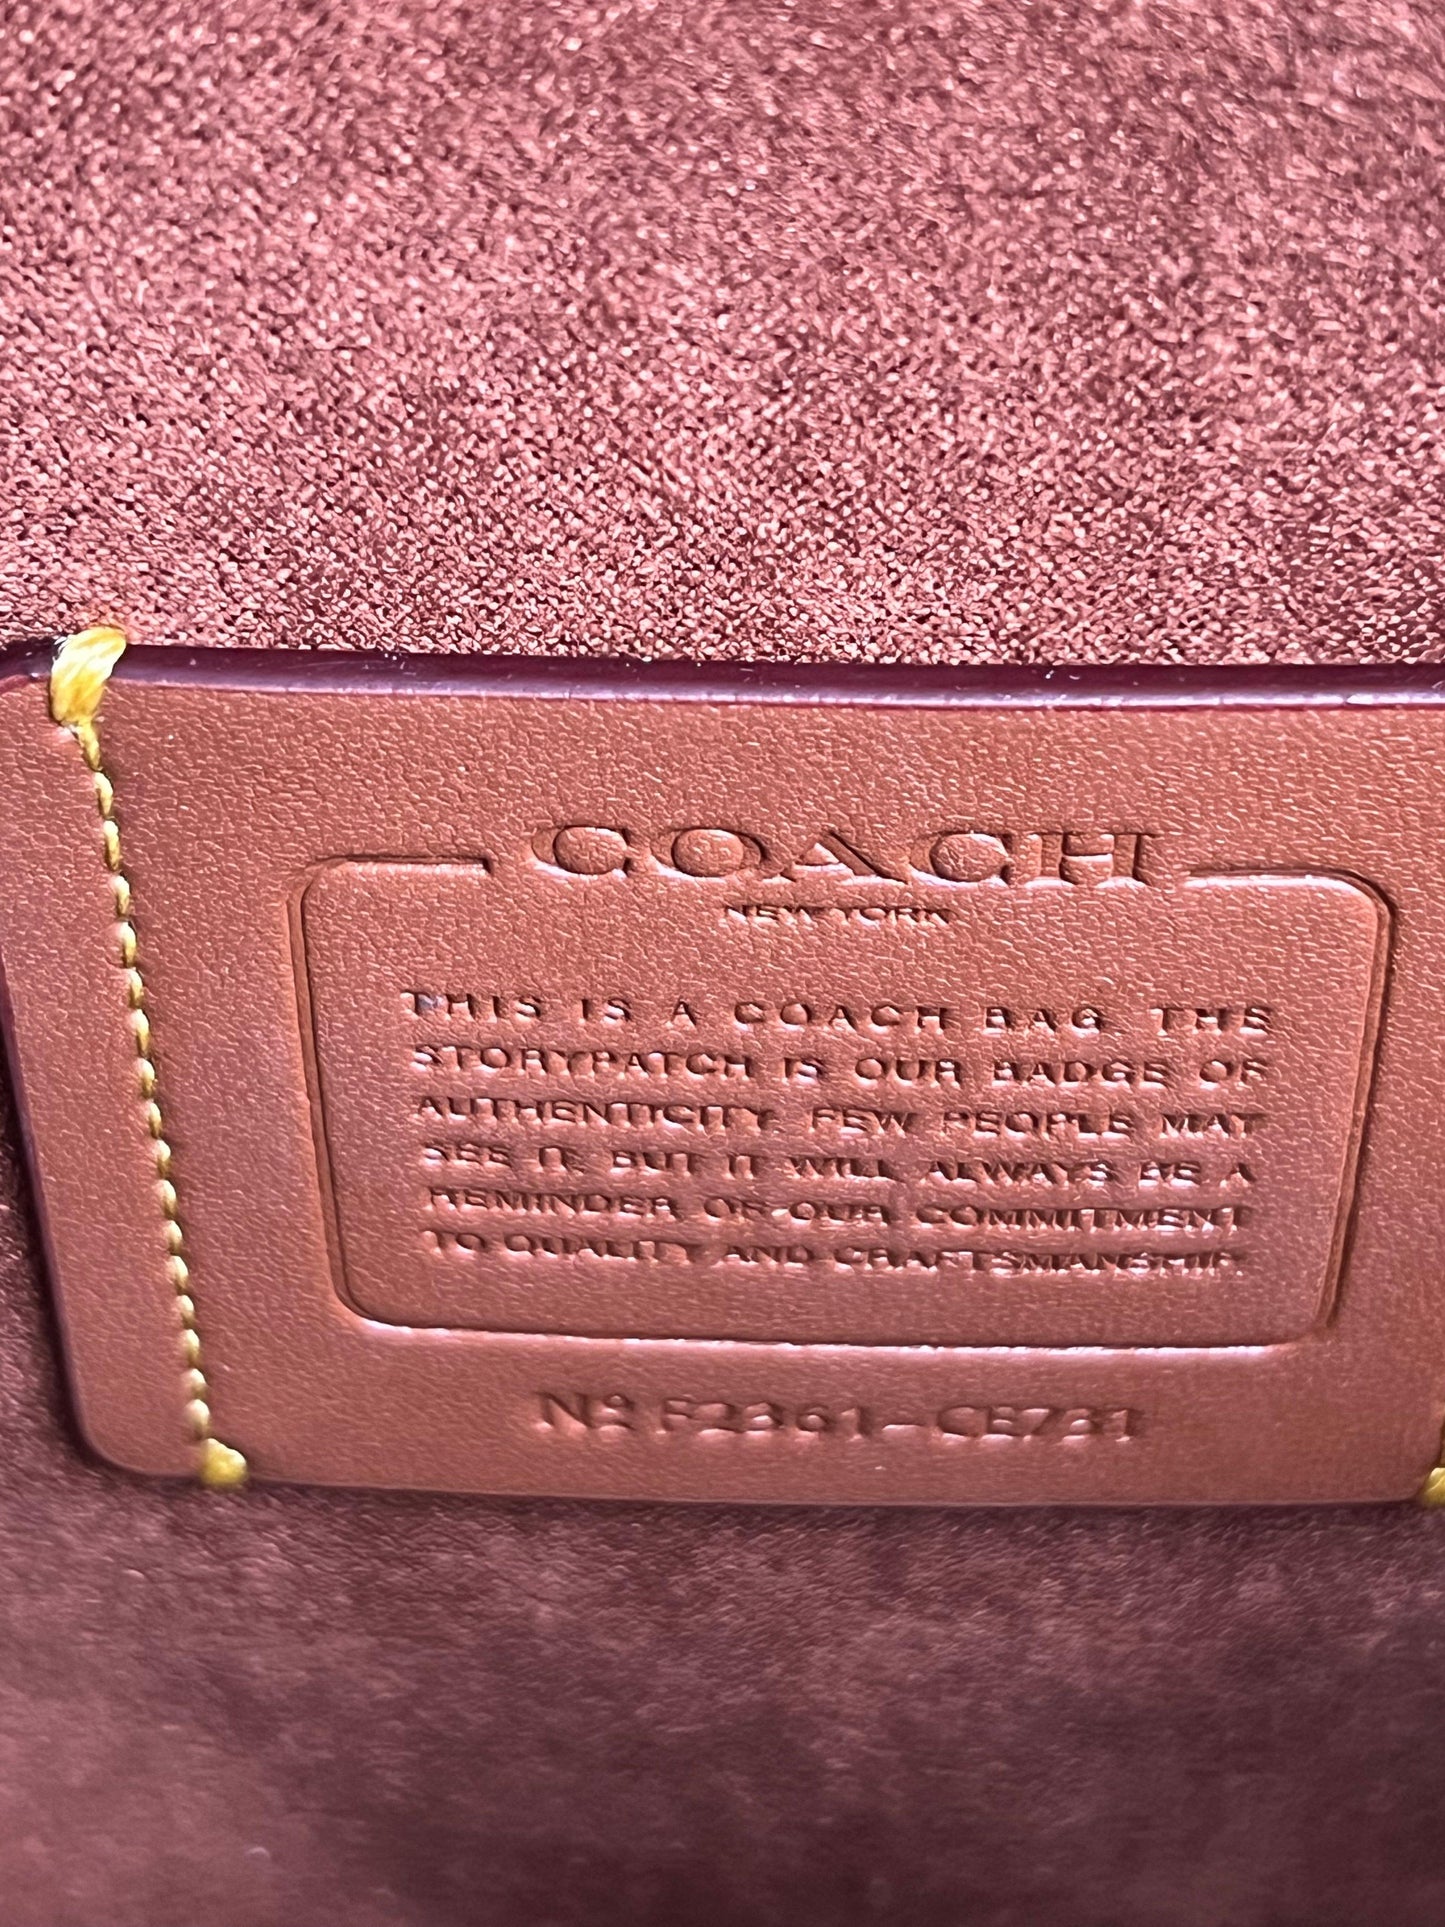 COACH
NEW YORK
THIS IS A COACH BAG. THE
STORYPATCH IS OUR BADGE OF
AUTHENTICITY. FEW PEOPLE MAY
SEE IT, BUT IT WILL ALWAYS BE A
REMINDER OF OUR COMMITMENT
TO QUALITY AND CRAFTSMANSHIP.
Nº F2361-CE731